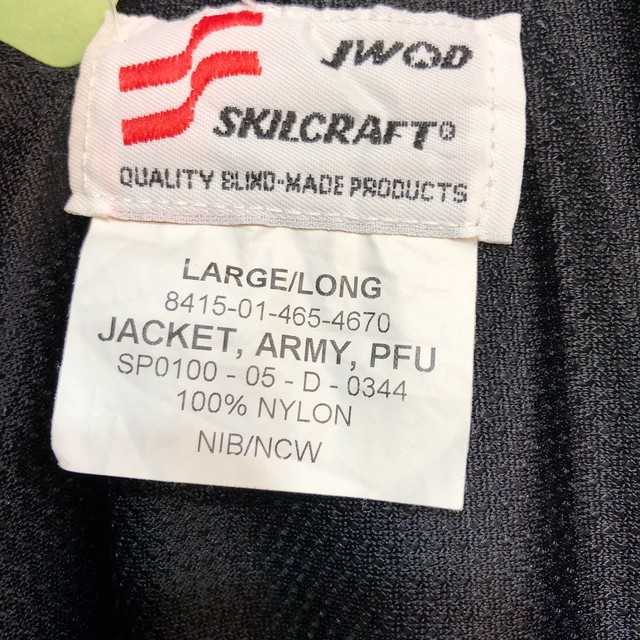 JWOD
SKILCRAFT®
QUALITY BLIND-MADE PRODUCTS
LARGE/LONG
8415-01-465-4670
JACKET, ARMY, PFU
SP0100 - 05 - D - 0344
100% NYLON
NIB/NCW